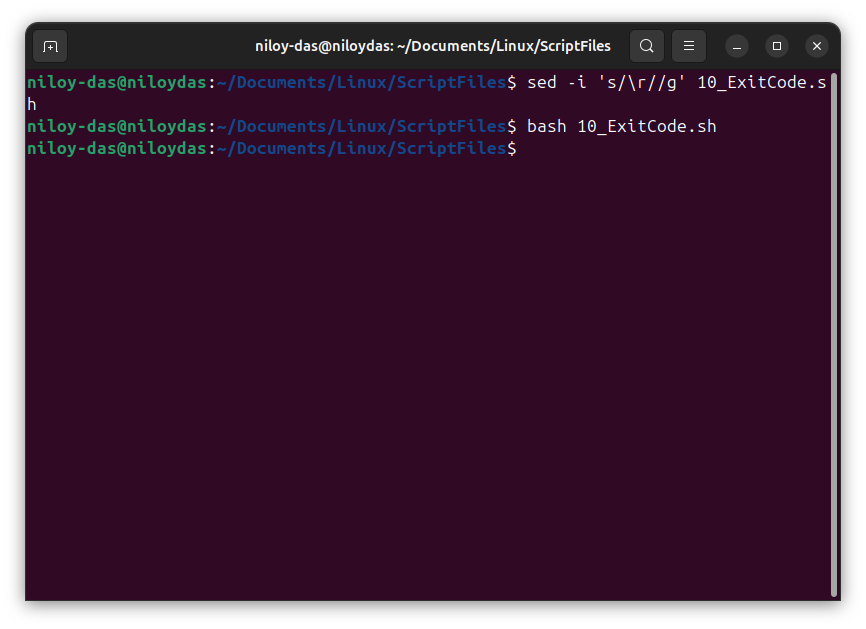 niloy-das@niloydas: ~/Documents/Linux/ScriptFiles
niloy-das@niloydas:~/Documents/Linux/ScriptFiles$ sed -i 's/\r//g' 10_ExitCode.s
h
niloy-das@niloydas:~/Documents/Linux/ScriptFiles$ bash 10_ExitCode.sh
niloy-das@niloydas:~/Documents/Linux/ScriptFiles$